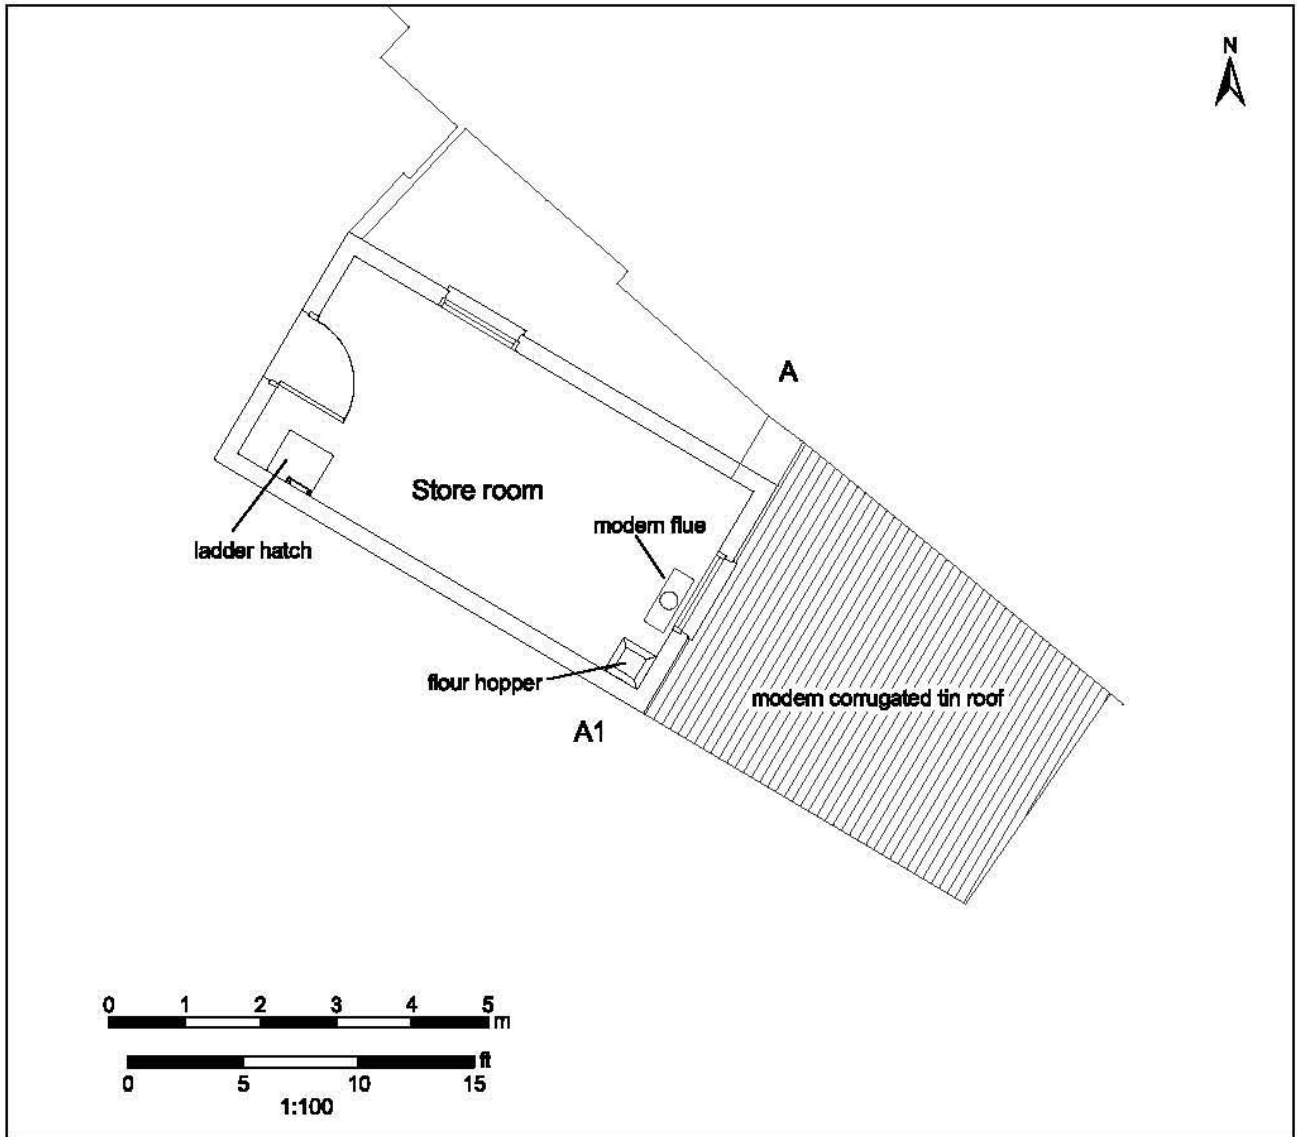 N
A
Store room
modern flue
ladder hatch
flour hopper
modern corrugated tin roof
A1
0 1 2 3 4 5
m
ft
0 5 10 15
1:100